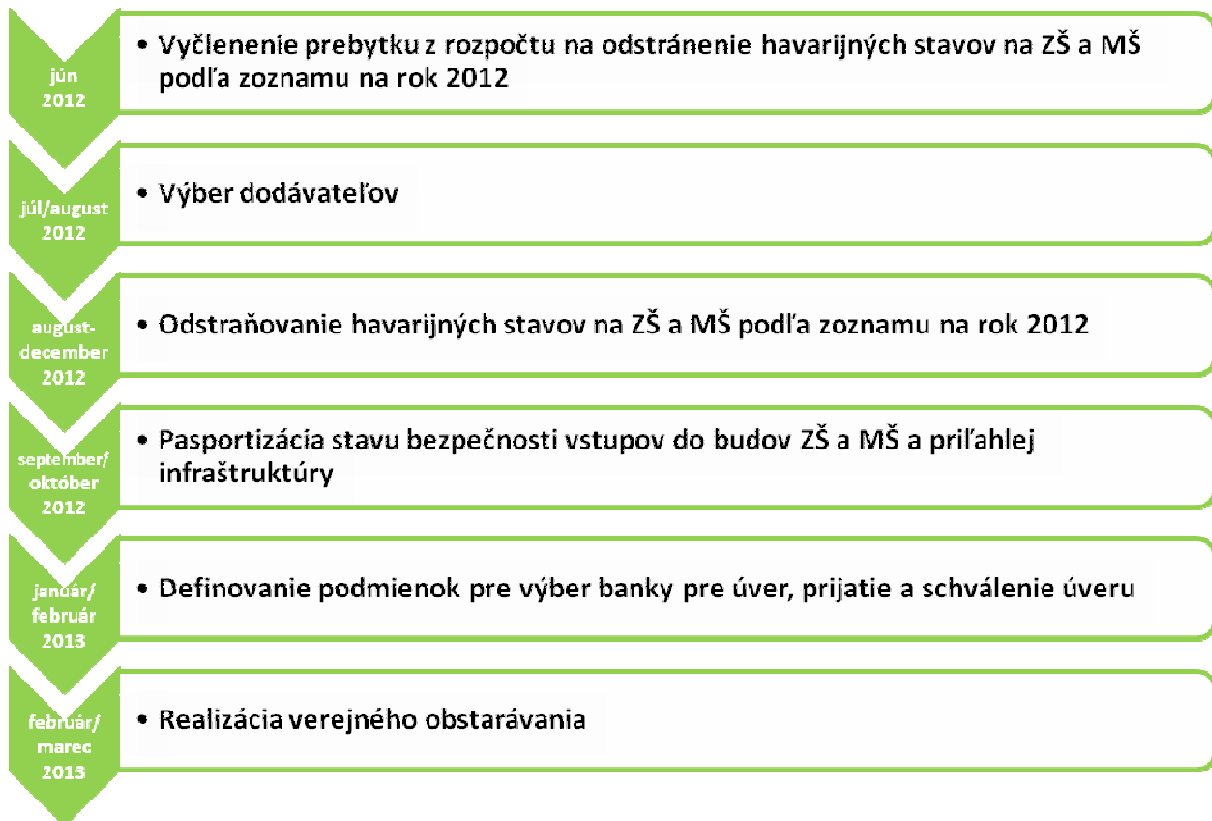 jún
2012
• Vyčlenenie prebytku z rozpočtu na odstránenie havarijných stavov na ZŠ a MŠ
podľa zoznamu na rok 2012
júl/august
2012
• Výber dodávateľov
august-
december
2012
• Odstraňovanie havarijných stavov na ZŠ a MŠ podľa zoznamu na rok 2012
september/
október
2012
• Pasportizácia stavu bezpečnosti vstupov do budov ZŠ a MŠ a priľahlej
infraštruktúry
január/
február
2013
• Definovanie podmienok pre výber banky pre úver, prijatie a schválenie úveru
február/
marec
2013
• Realizácia verejného obstarávania